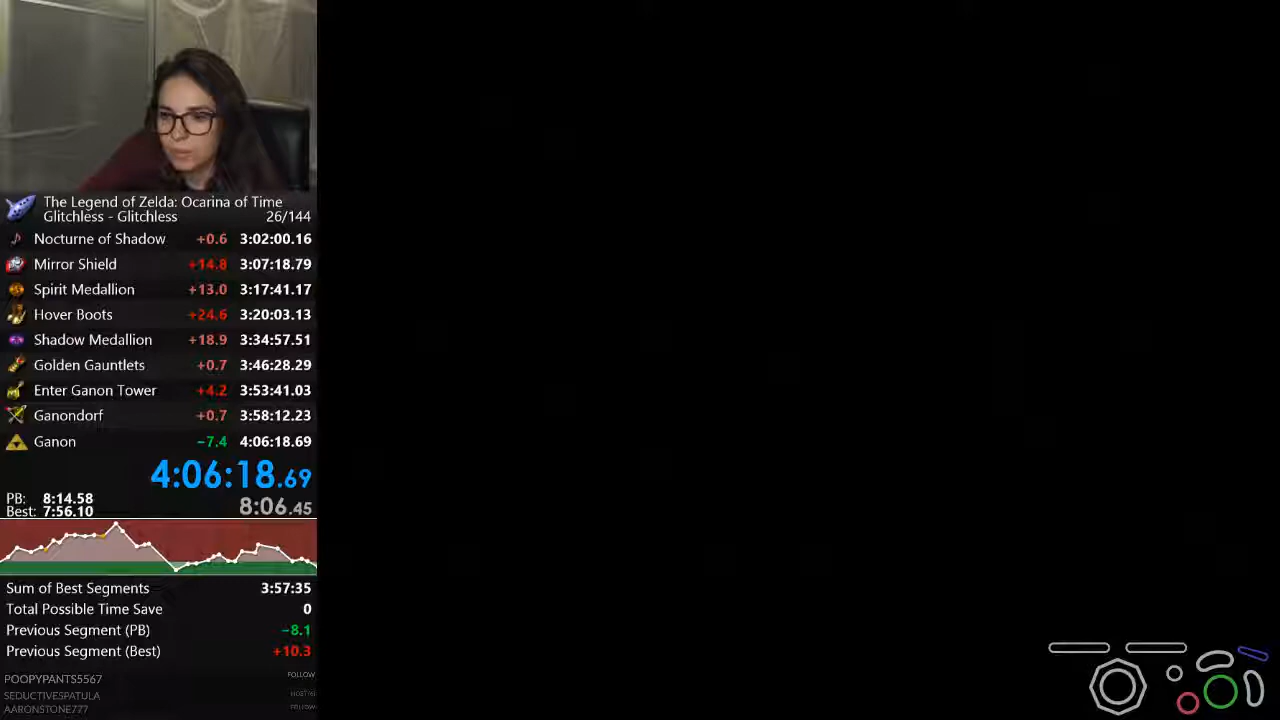 The Legend of Zelda: Ocarina of Time
Glitchless - Glitchless 26/144
Nocturne of Shadow +0.6 3:02:00.16
Mirror Shield +14.8 3:07:18.79
Spirit Medallion +13.0 3:17:41.17
Hover Boots +24.6 3:20:03.13
Shadow Medallion +18.9 3:34:57.51
Golden Gauntlets +0.7 3:46:28.29
Enter Ganon Tower +4.2 3:53:41.03
Ganondorf +0.7 3:58:12.23
Ganon −7.4 4:06:18.69
4:06:18.69
PB: 8:14.58
Best: 7:56.10
8:06.45
Sum of Best Segments 3:57:35
Total Possible Time Save 0
Previous Segment (PB) −8.1
Previous Segment (Best) +10.3
POOPYPANTS5567 FOLLOW
SEDUCTIVESPATULA
AARONSTONE777 FOLLOW